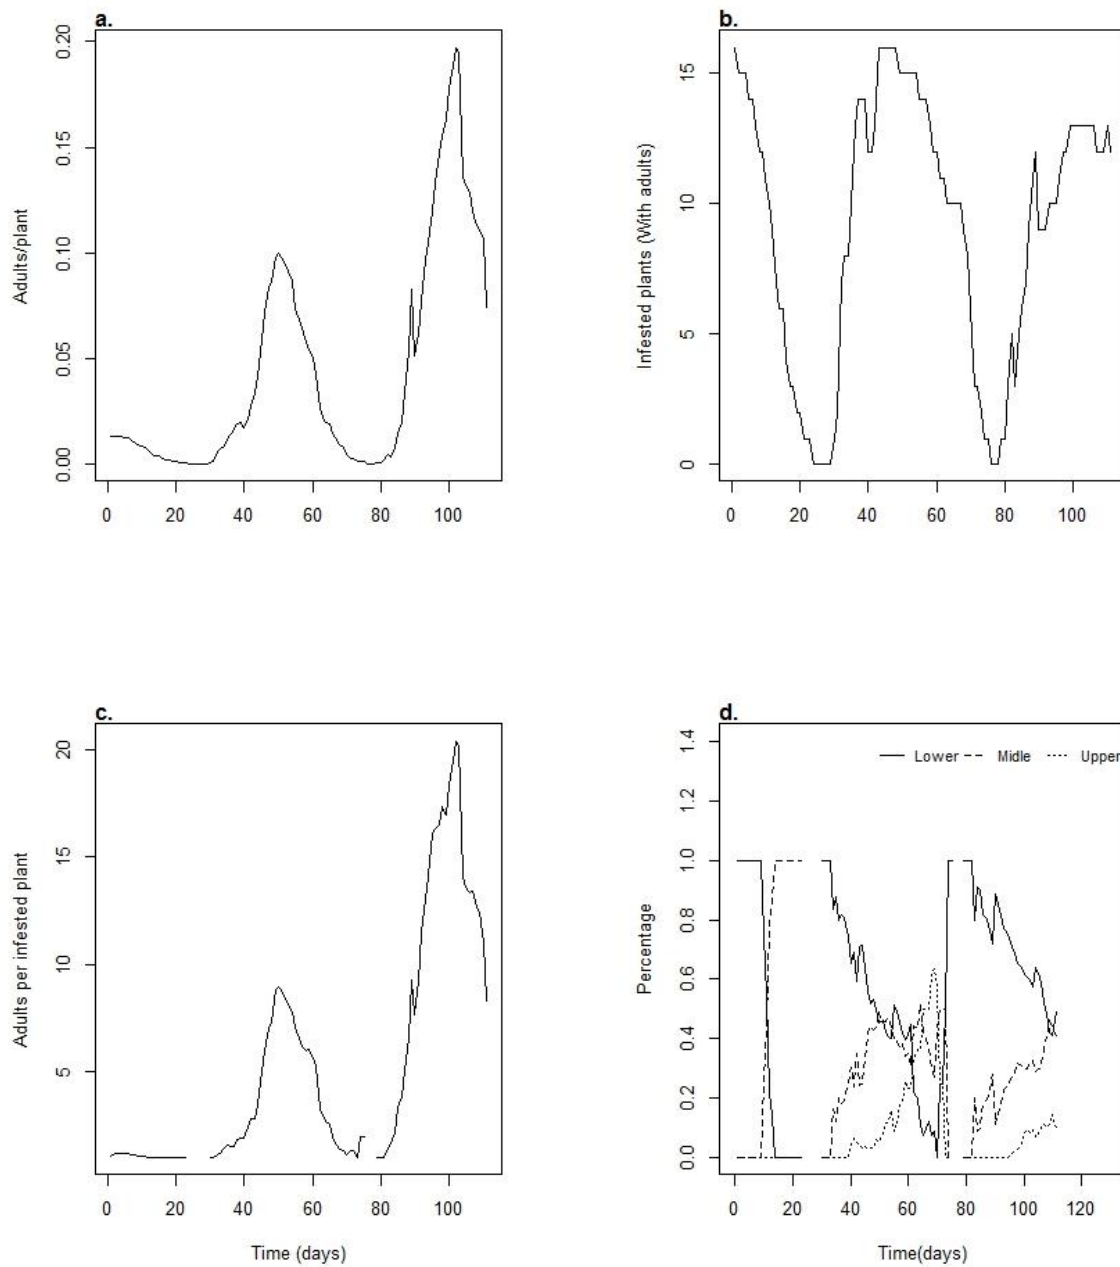 a.
Adults/plant
0.20
0.15
0.10
0.05
0.00
0 20 40 60 80 100
b.
Infested plants (With adults)
15
10
5
0
0 20 40 60 80 100
c.
Adults per infested plant
20
15
10
5
0 20 40 60 80 100
Time (days)
d.
Lower Midle Upper
Percentage
1.4
1.2
1.0
0.8
0.6
0.4
0.2
0.0
0 20 40 60 80 100 120
Time(days)